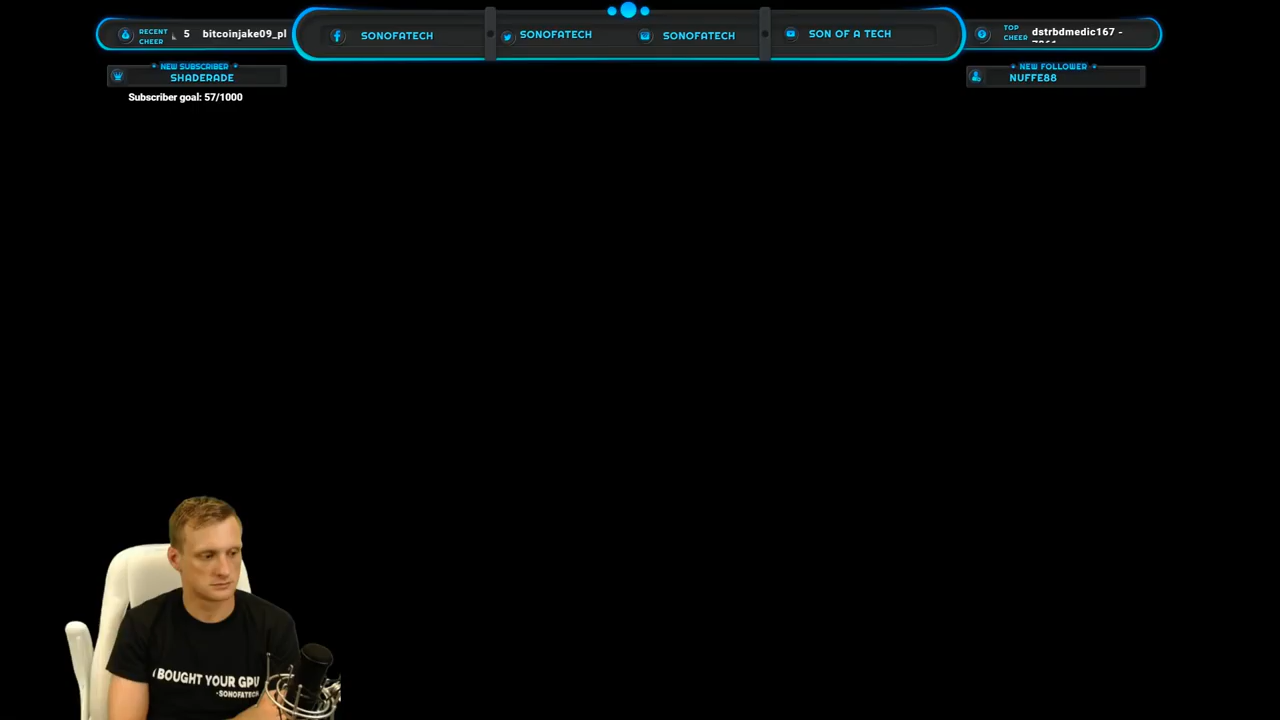 RECENT CHEER
5 bitcoinjake09_pl
SONOFATECH
SONOFATECH
SONOFATECH
SON OF A TECH
TOP CHEER
dstrbdmedic167 -
NEW SUBSCRIBER
SHADERADE
Subscriber goal: 57/1000
NEW FOLLOWER
NUFFE88
I BOUGHT YOUR GPU
-SONOFATECH